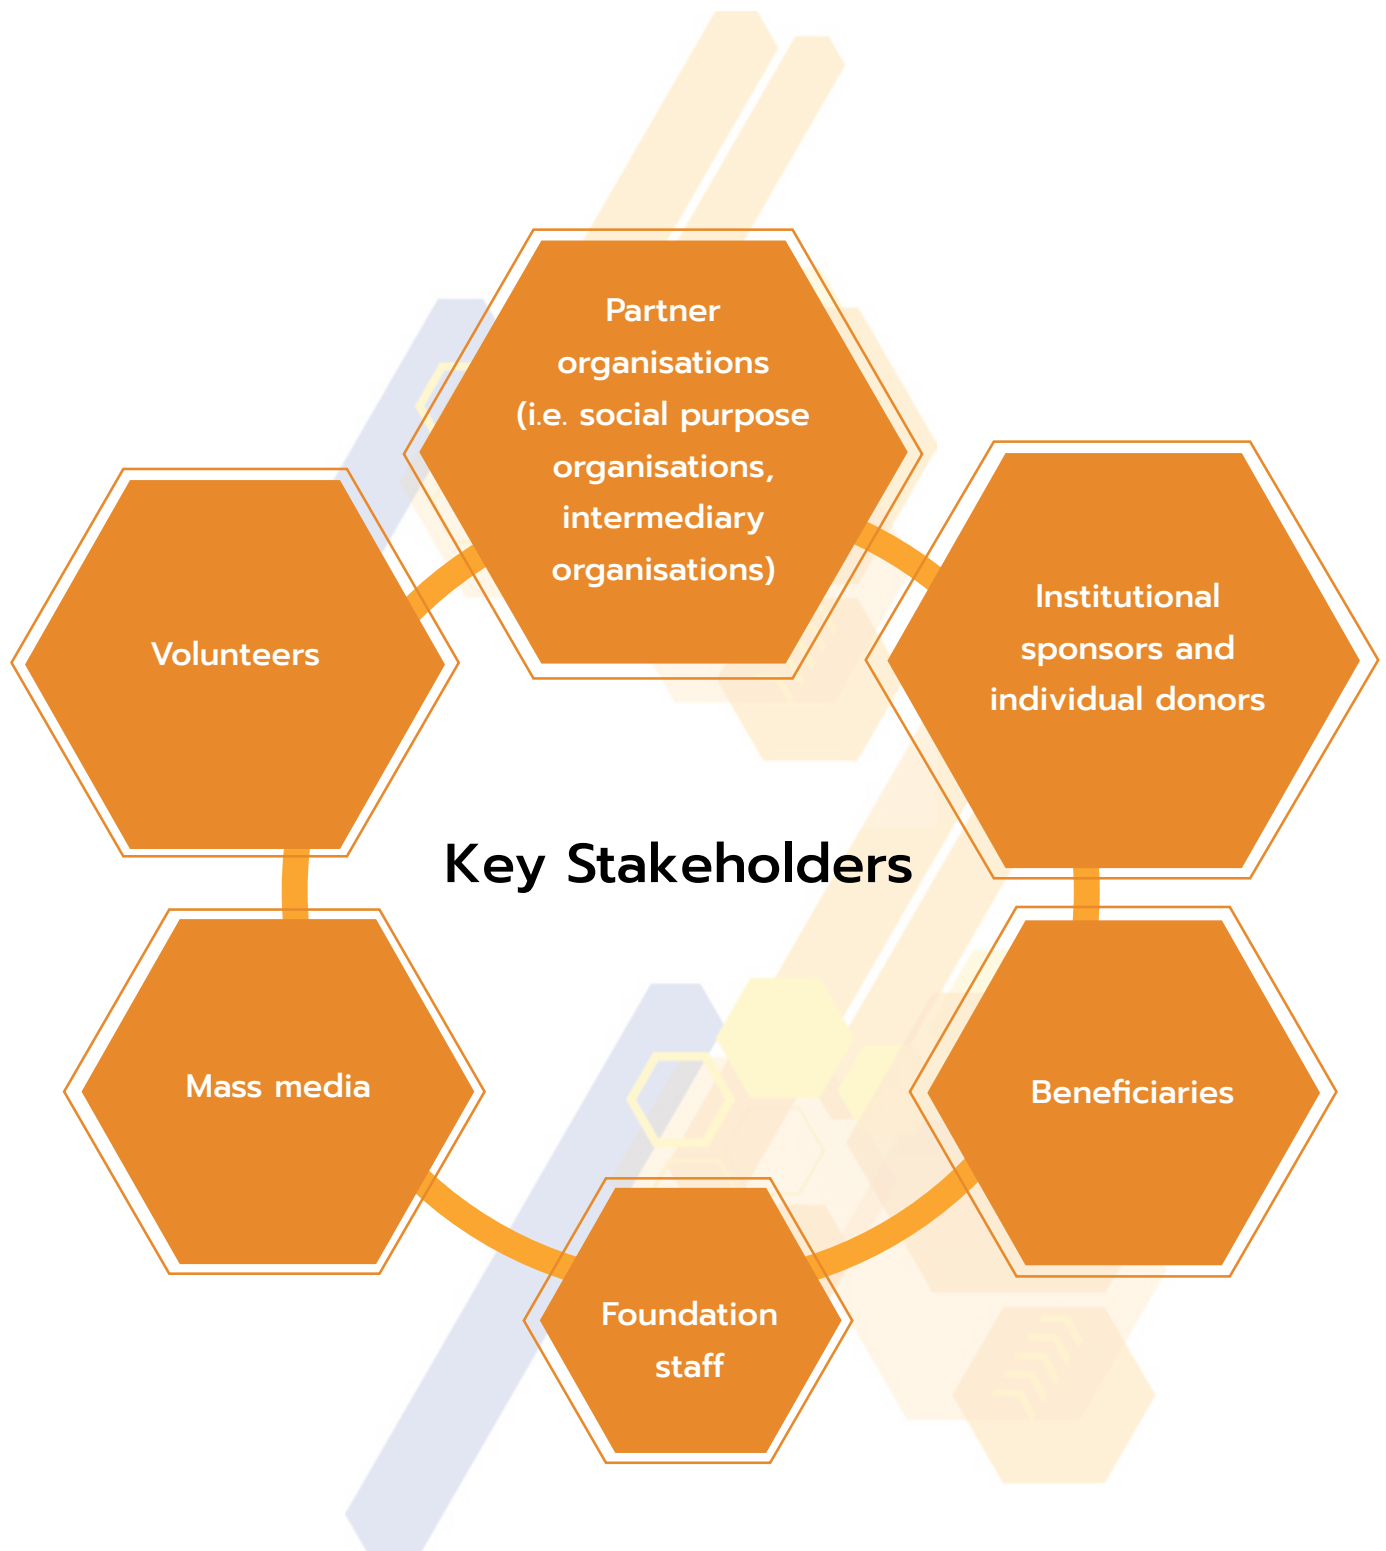 Partner
organisations
(i.e. social purpose
organisations,
intermediary
organisations)
Institutional
sponsors and
individual donors
Volunteers
Key Stakeholders
Mass media
Beneficiaries
Foundation
staff